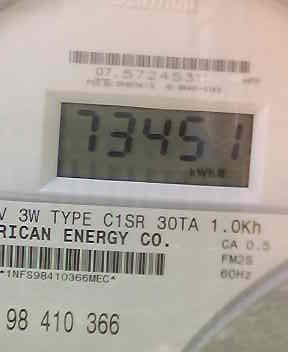 07.5724531
73451
kWh
V 3W TYPE C1SR 30TA 1.0Kh
RICAN ENERGY CO.
CA 0.5
FM2S
60Hz
*1NFS98410366MEC*
98 410 366